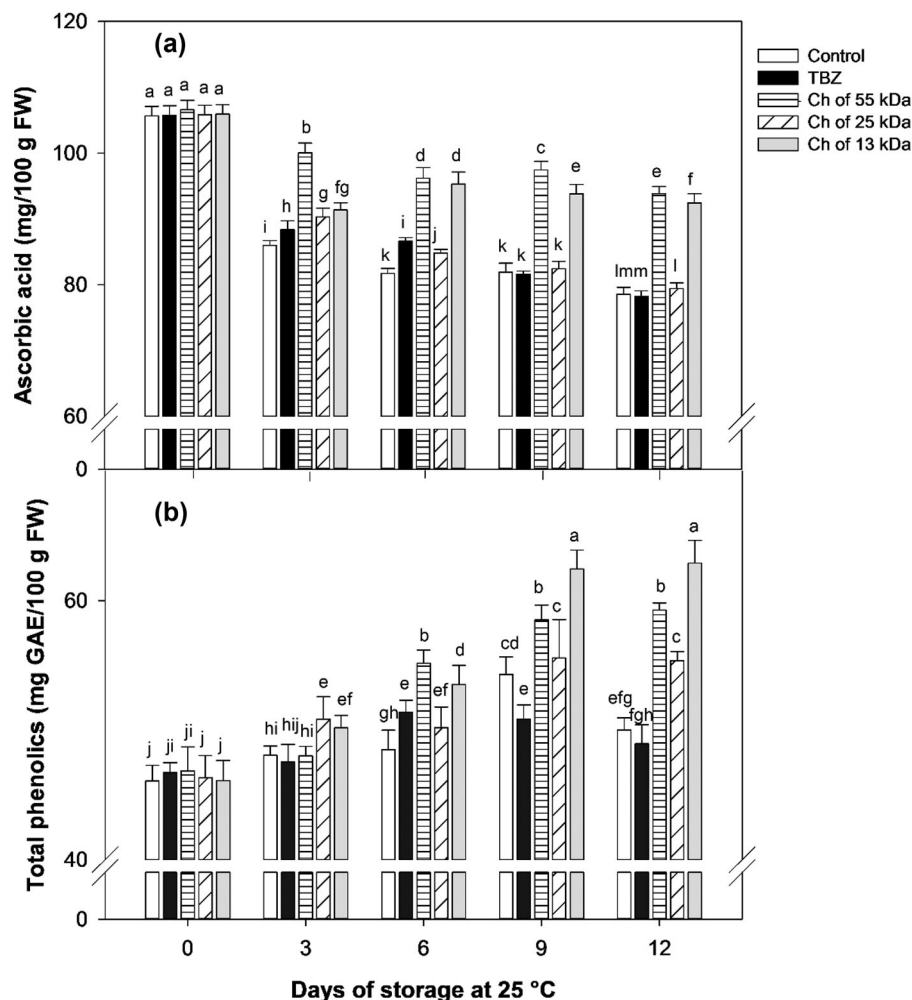 120
(a)
Control
TBZ
Ch of 55 kDa
Ch of 25 kDa
Ch of 13 kDa
Ascorbic acid (mg/100 g FW)
a a a a a
100
b
c
d d
e
e
f
h g fg
i
i
j
k
k k k
80
lmm l
60
0
(b)
Total phenolics (mg GAE/100 g FW)
a
a
60
b
b
b
c
c
cd
d
e
e
e
ef
ef
efg
fgh
gh
hi hij hi
j ji ji j j
40
0
0 3 6 9 12
Days of storage at 25 °C